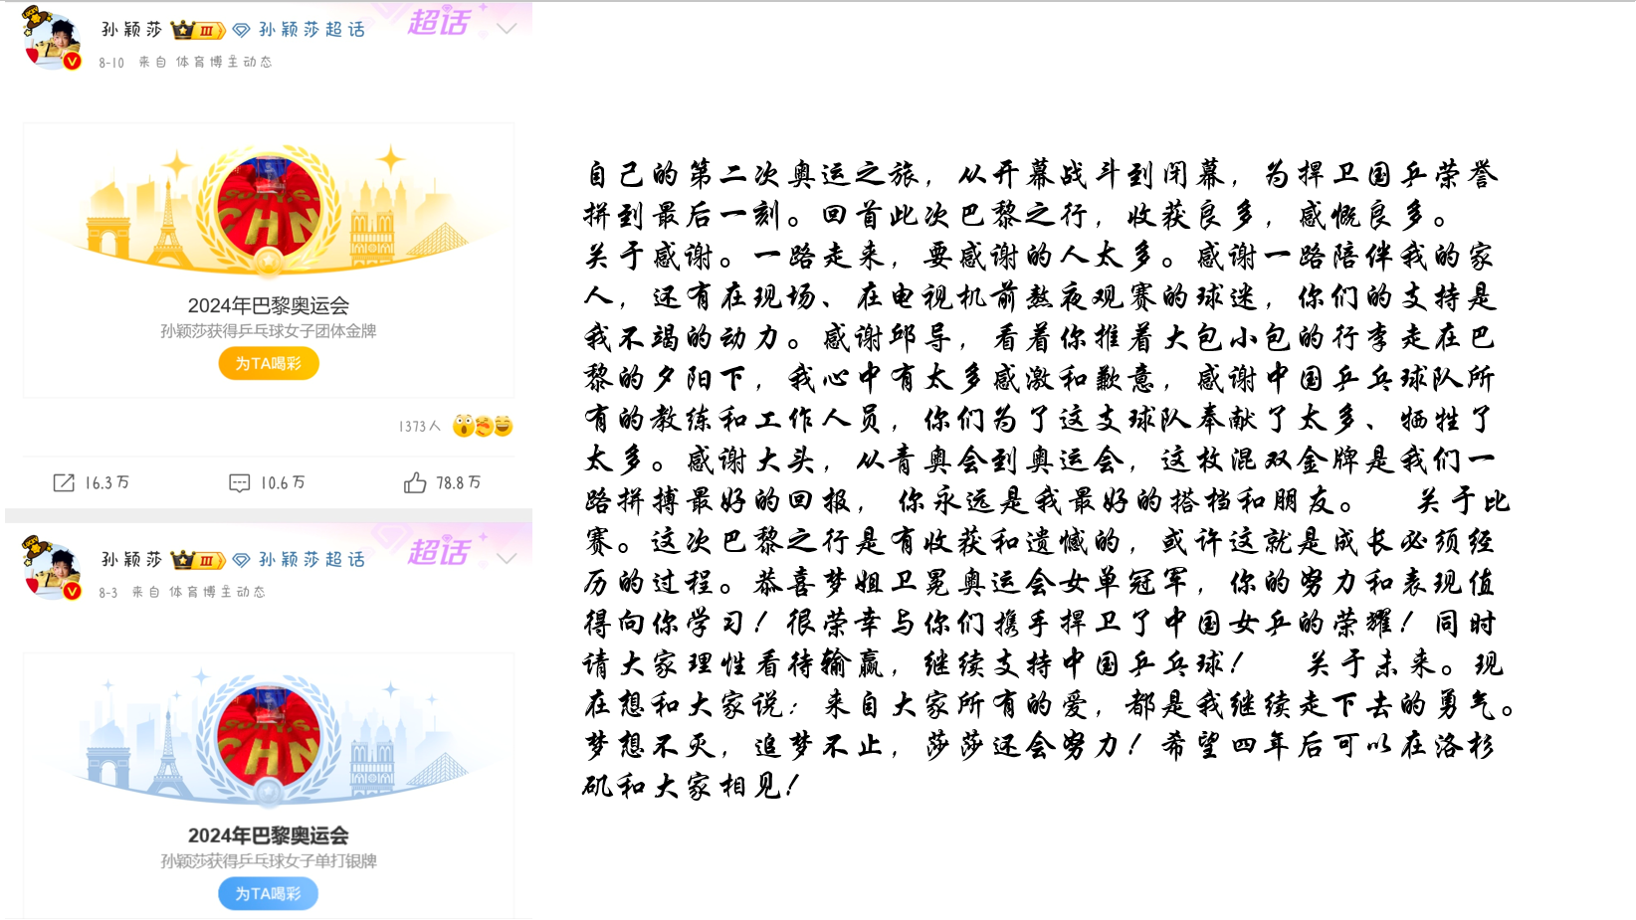 孙颖莎 III 孙颖莎超话 超话
8-10 来自 体育博主动态
SUN Y.S.
CHN
2024年巴黎奥运会
孙颖莎获得乒乓球女子团体金牌
为TA喝彩
1373人
16.3万 10.6万 78.8万
孙颖莎 III 孙颖莎超话 超话
8-3 来自 体育博主动态
SUN Y.S.
CHN
2024年巴黎奥运会
孙颖莎获得乒乓球女子单打银牌
为TA喝彩
自己的第二次奥运之旅，从开幕战斗到闭幕，为捍卫国乒荣誉
拼到最后一刻。回首此次巴黎之行，收获良多，感慨良多。
关于感谢。一路走来，要感谢的人太多。感谢一路陪伴我的家
人，还有在现场、在电视机前熬夜观赛的球迷，你们的支持是
我不竭的动力。感谢邱导，看着你推着大包小包的行李走在巴
黎的夕阳下，我心中有太多感激和歉意，感谢中国乒乓球队所
有的教练和工作人员，你们为了这支球队奉献了太多、牺牲了
太多。感谢大头，从青奥会到奥运会，这枚混双金牌是我们一
路拼搏最好的回报， 你永远是我最好的搭档和朋友。 关于比
赛。这次巴黎之行是有收获和遗憾的，或许这就是成长必须经
历的过程。恭喜梦姐卫冕奥运会女单冠军，你的努力和表现值
得向你学习！很荣幸与你们携手捍卫了中国女乒的荣耀！同时
请大家理性看待输赢，继续支持中国乒乓球！ 关于未来。现
在想和大家说：来自大家所有的爱，都是我继续走下去的勇气。
梦想不灭，追梦不止，莎莎还会努力！希望四年后可以在洛杉
矶和大家相见！